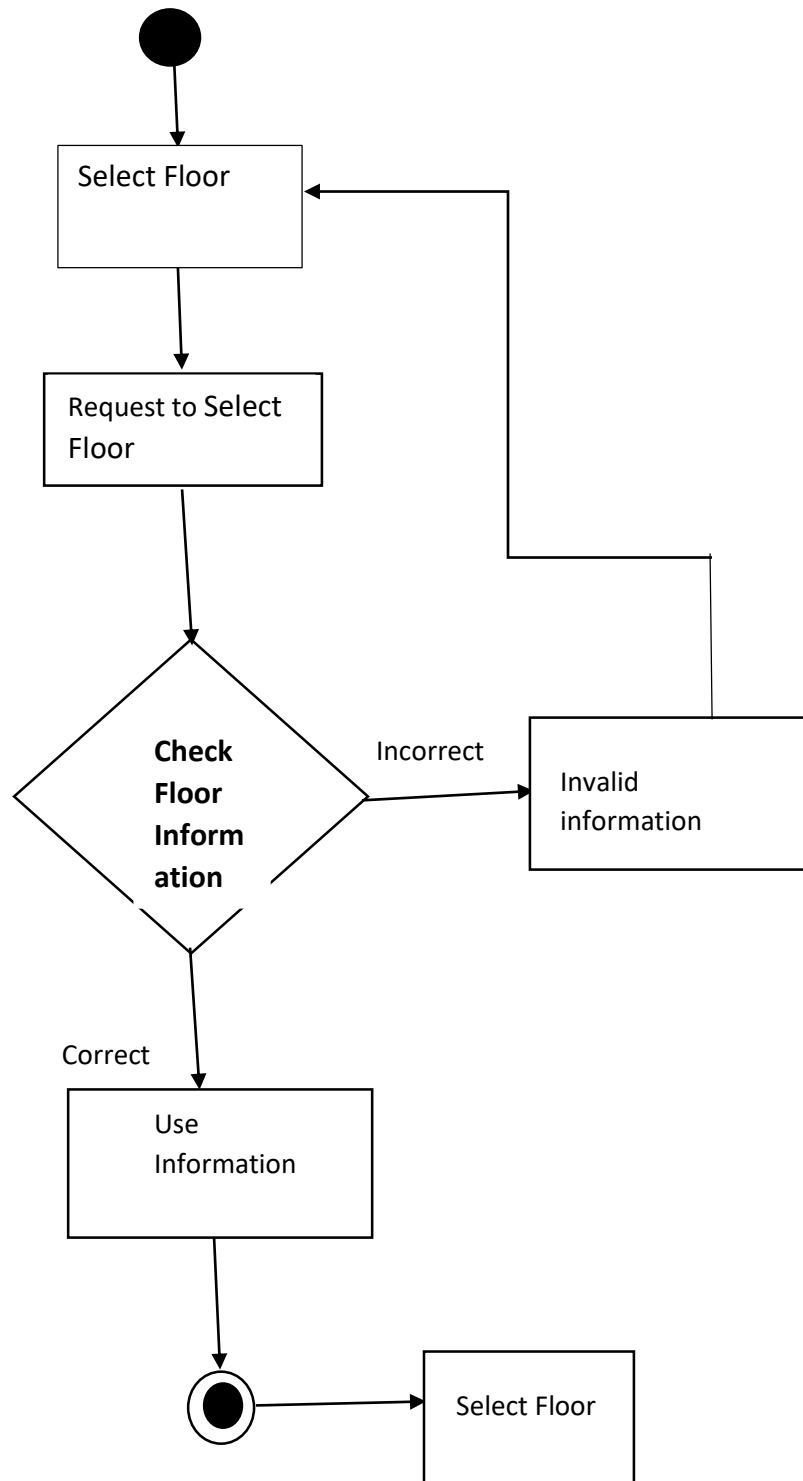 Select Floor
Request to Select
Floor
Check
Floor
Inform
ation
Incorrect
Invalid
information
Correct
Use
Information
Select Floor